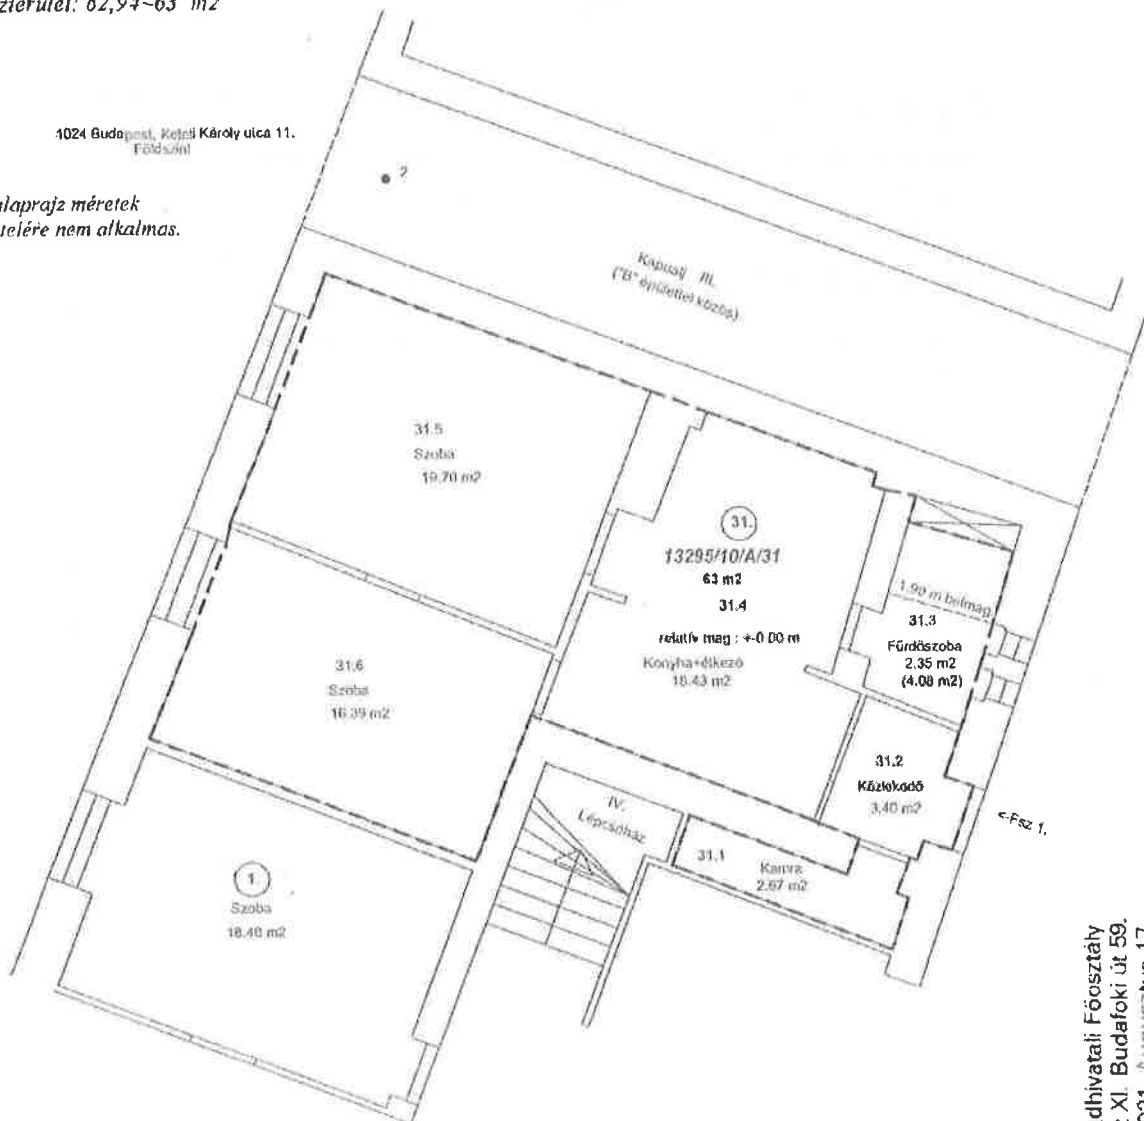 62,97~63 m2
1024 Budapest, Keleti Károly utca 11.
Földszint
alaprajz méretek
telére nem alkalmas.
2
Kapualj III.
("B" épülettel közös)
31.5
Szoba
19.70 m2
31.
13295/10/A/31
63 m2
31.4
relatív mag : +-0.00 m
Konyha+étkező
18.43 m2
1.90 m belmag.
31.3
Fürdőszoba
2.35 m2
(4.08 m2)
31.6
Szoba
16.39 m2
31.2
Közlekedő
3.40 m2
<-Fsz 1.
IV.
Lépcsőház
31.1
Kamra
2.67 m2
1.
Szoba
18.48 m2
dhivatali Főosztály
XI. Budafoki út 59.